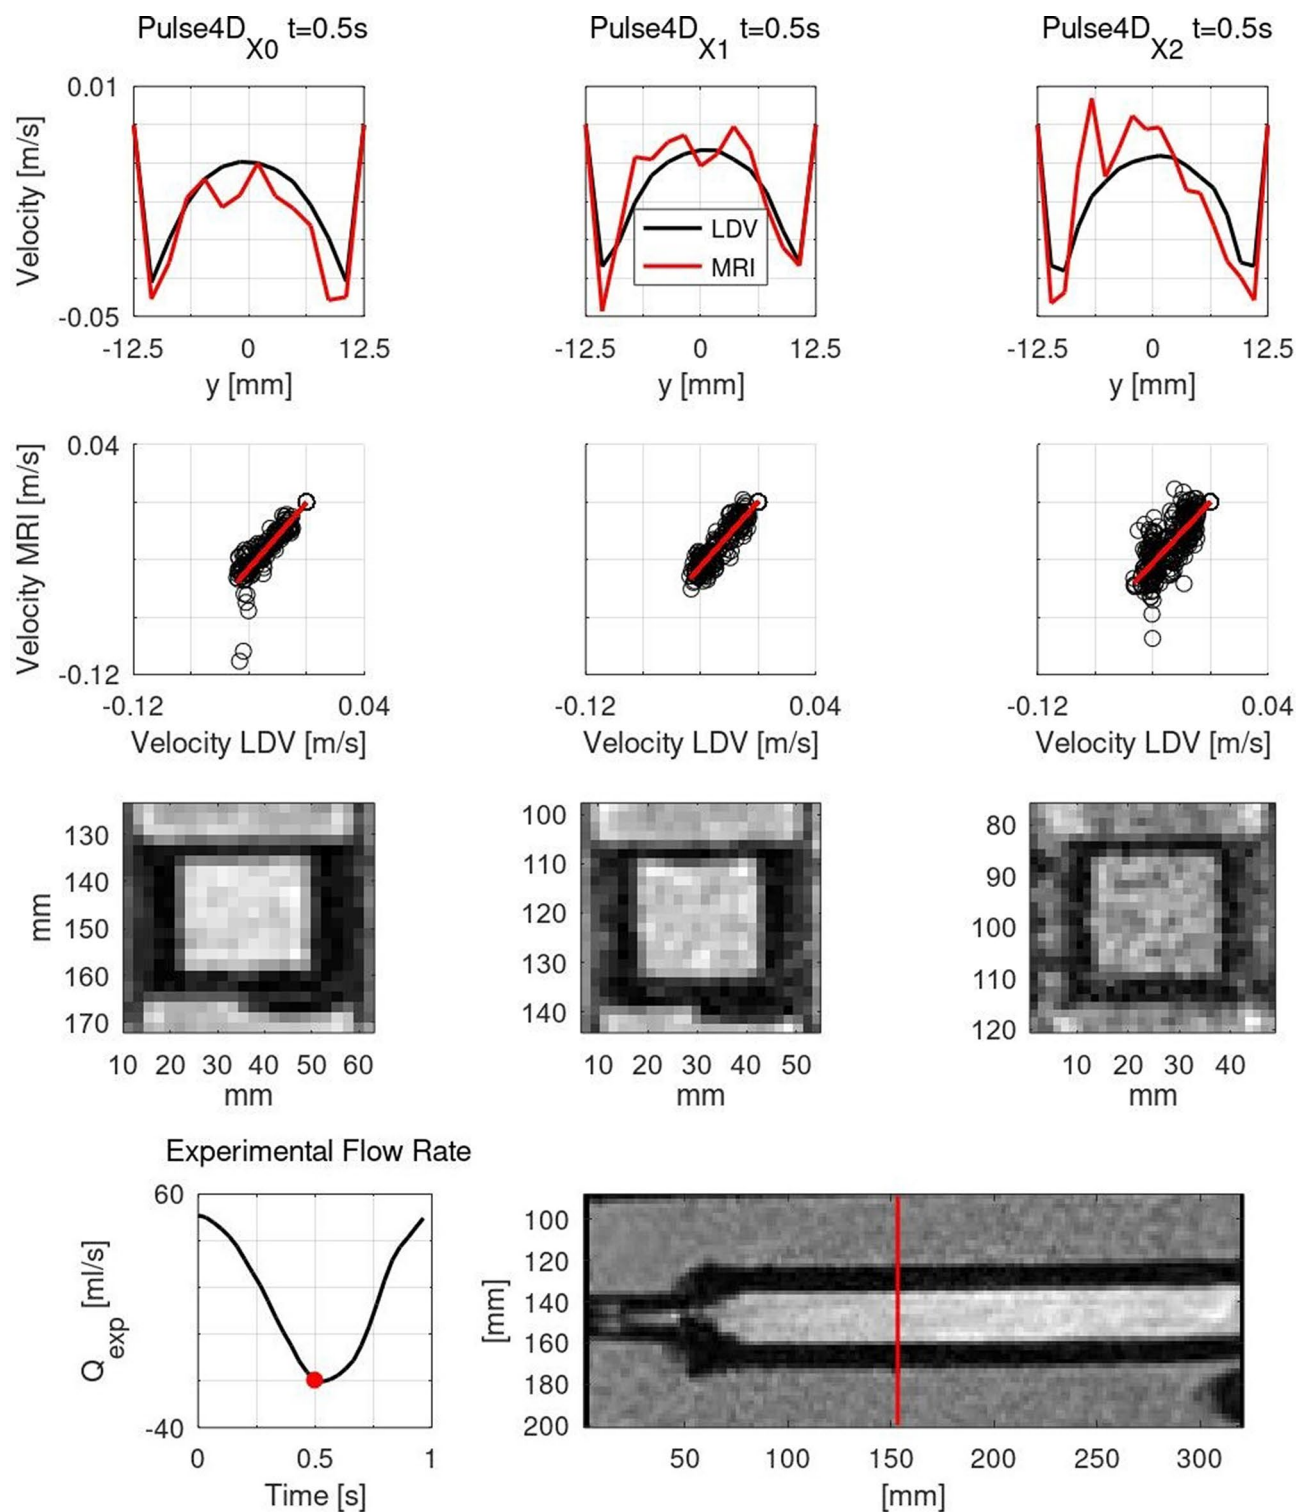 Pulse4D_X0 t=0.5s
Pulse4D_X1 t=0.5s
Pulse4D_X2 t=0.5s
0.01
Velocity [m/s]
-0.05
LDV
MRI
-12.5 0 12.5
-12.5 0 12.5
-12.5 0 12.5
y [mm]
y [mm]
y [mm]
0.04
Velocity MRI [m/s]
-0.12
-0.12 0.04
-0.12 0.04
-0.12 0.04
Velocity LDV [m/s]
Velocity LDV [m/s]
Velocity LDV [m/s]
mm
130
140
150
160
170
10 20 30 40 50 60
mm
100
110
120
130
140
10 20 30 40 50
mm
80
90
100
110
120
10 20 30 40
mm
Experimental Flow Rate
60
Q_exp [ml/s]
-40
0 0.5 1
Time [s]
[mm]
100
120
140
160
180
200
50 100 150 200 250 300
[mm]